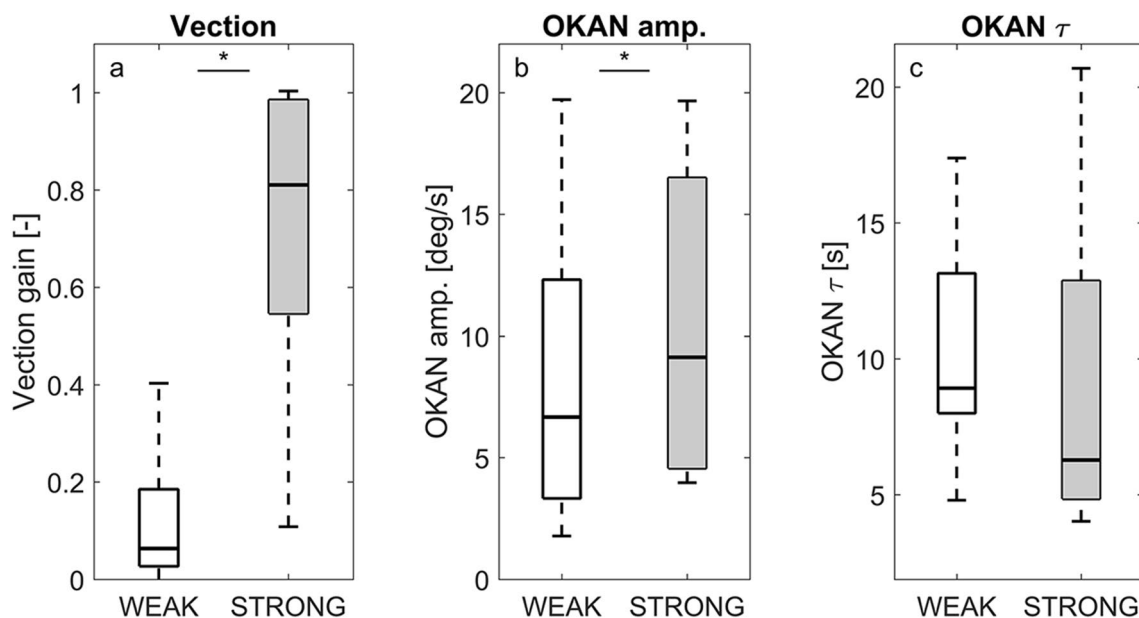 Vection
a
*
1
0.8
0.6
0.4
0.2
0
Vection gain [-]
WEAK
STRONG
OKAN amp.
b
*
20
15
10
5
0
OKAN amp. [deg/s]
WEAK
STRONG
OKAN τ
c
20
15
10
5
OKAN τ [s]
WEAK
STRONG